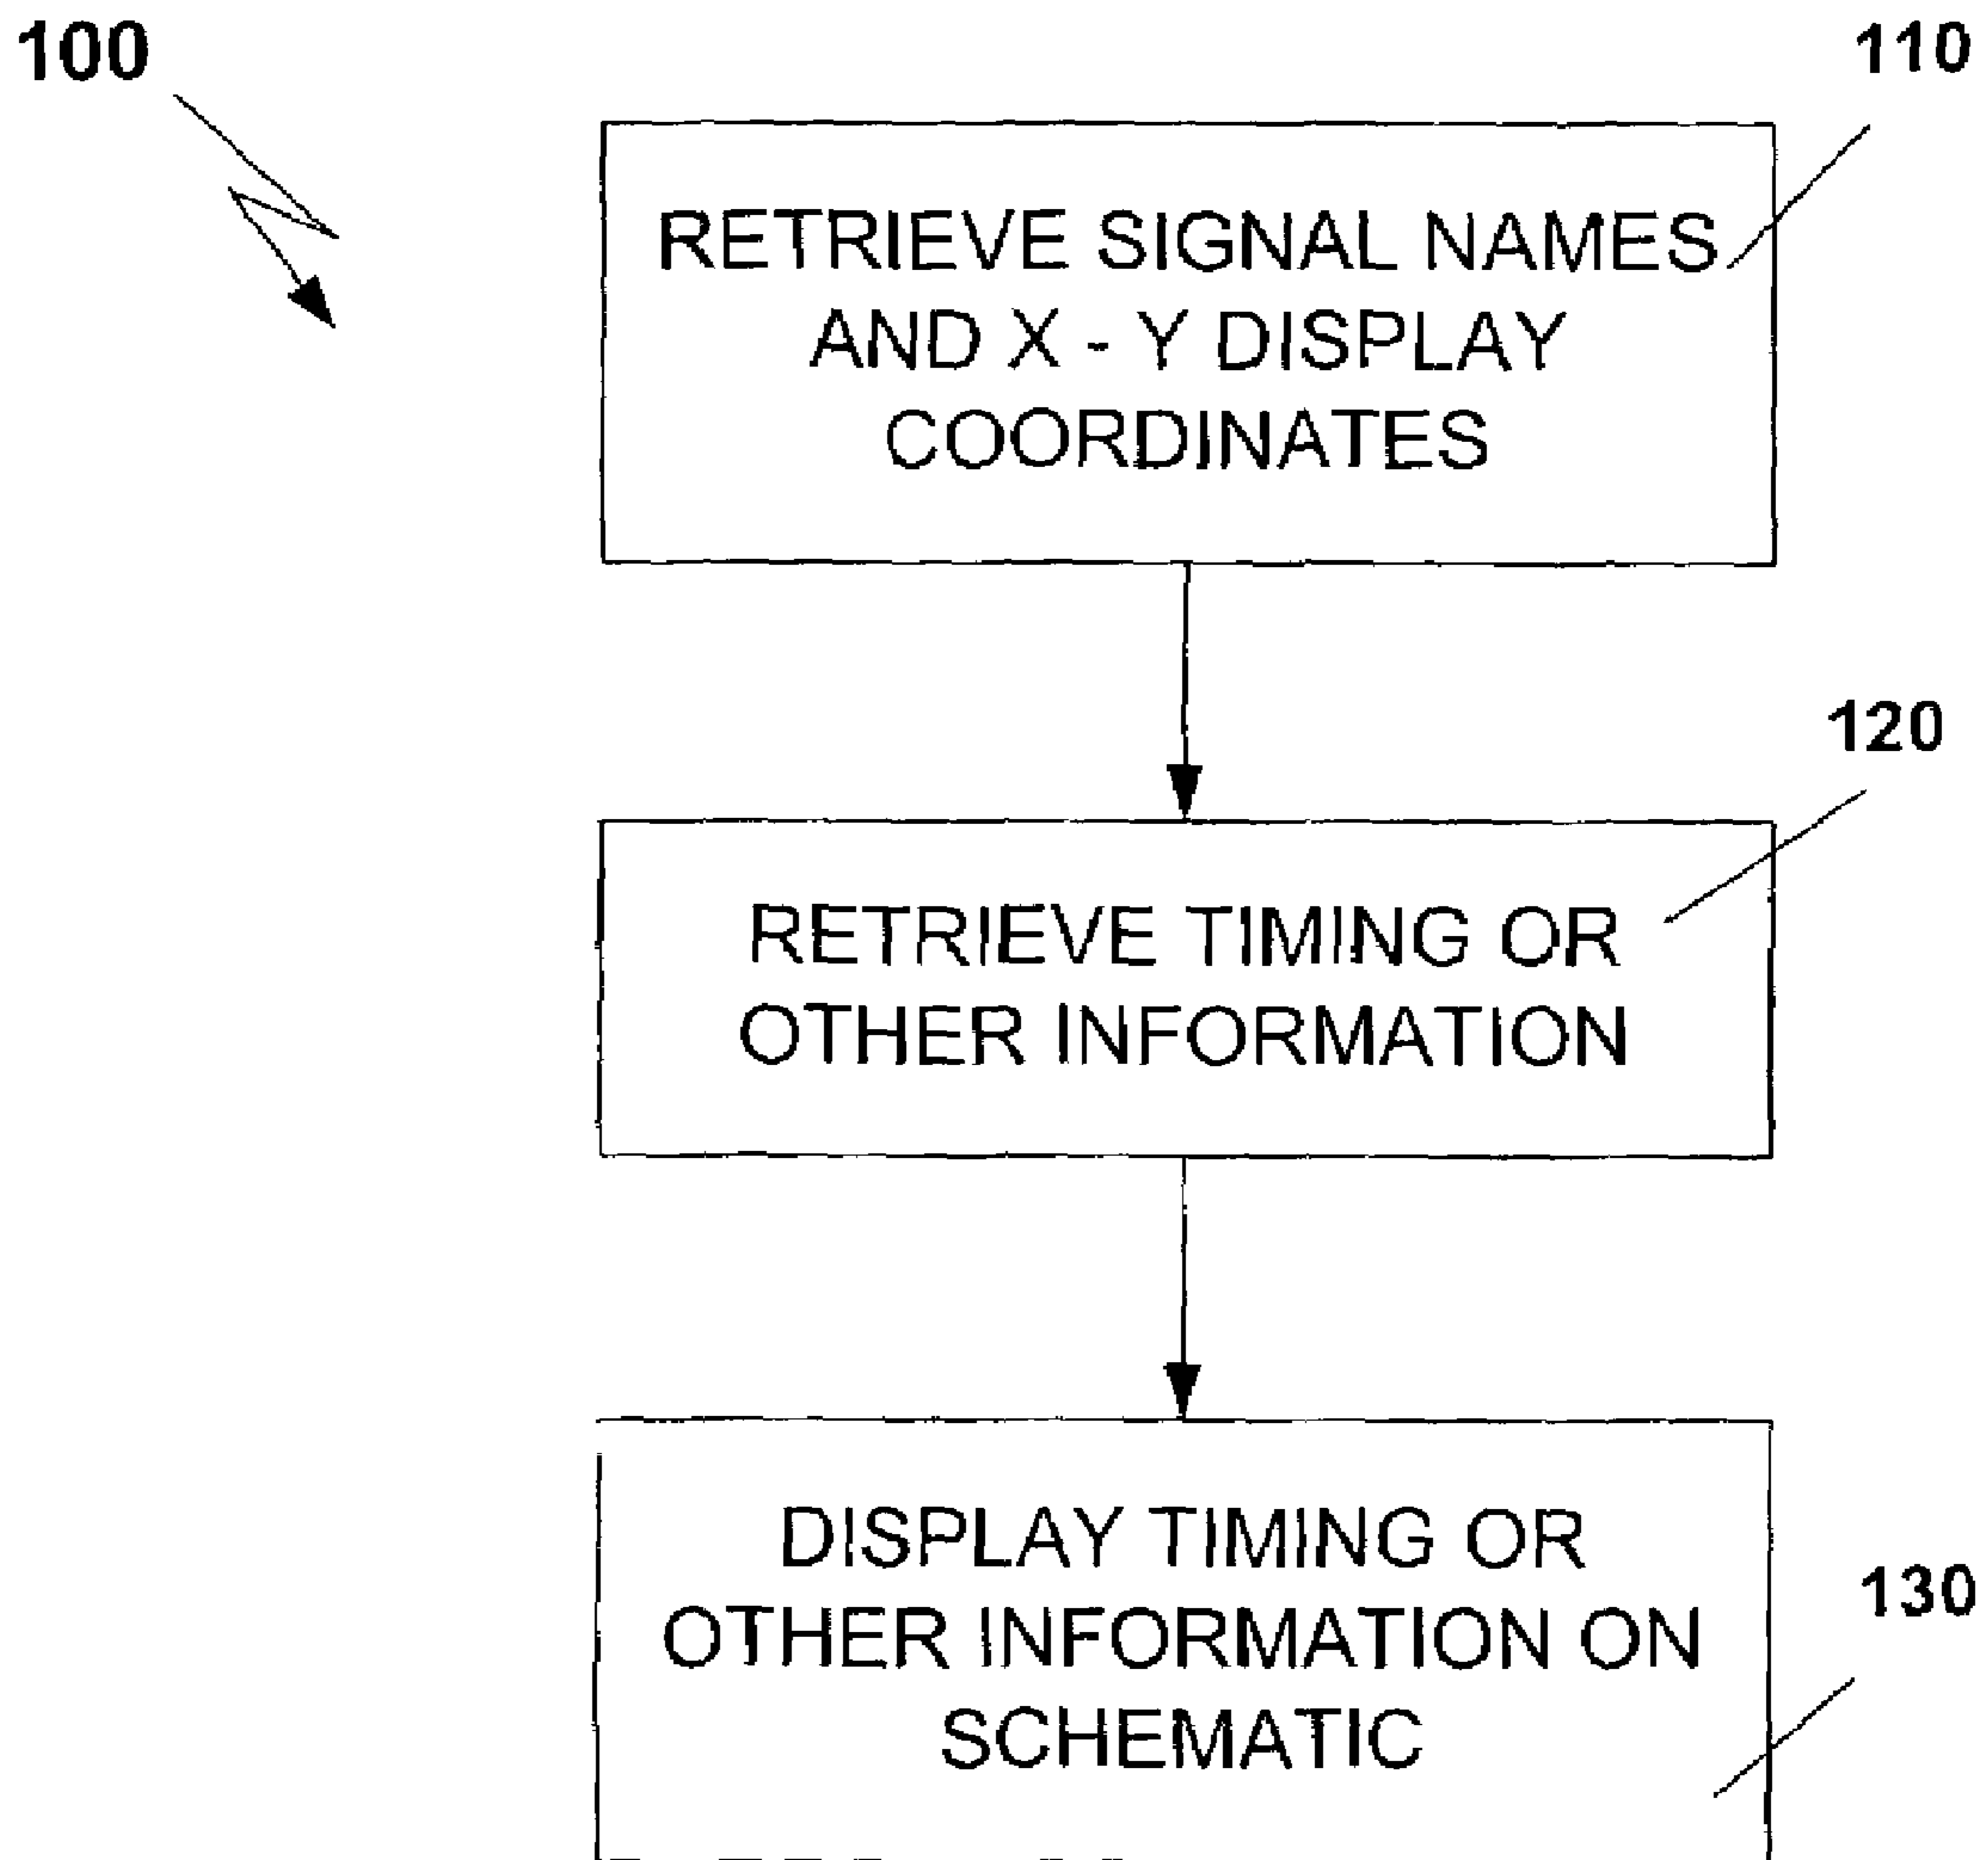 100
110
RETRIEVE SIGNAL NAMES
AND X - Y DISPLAY
COORDINATES
120
RETRIEVE TIMING OR
OTHER INFORMATION
DISPLAY TIMING OR
OTHER INFORMATION ON
SCHEMATIC
130